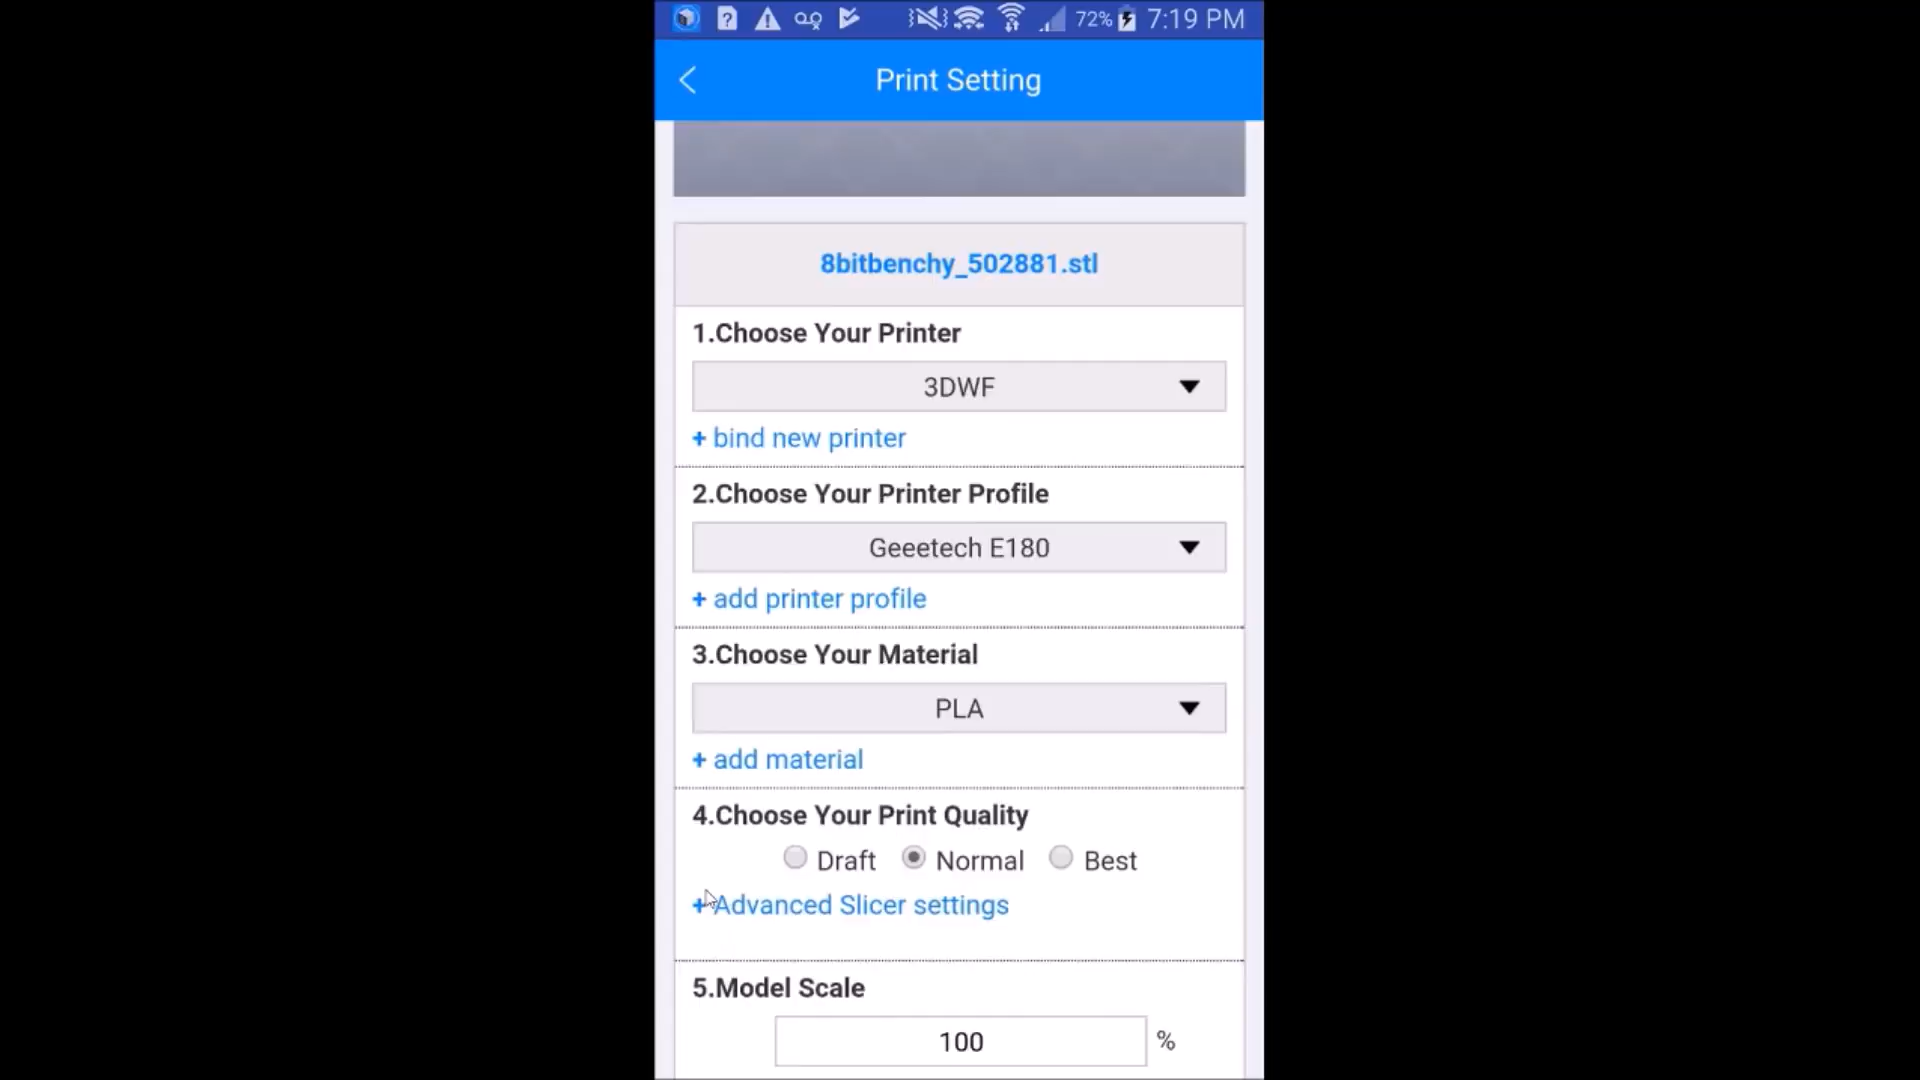 72% 7:19 PM
Print Setting
8bitbenchy_502881.stl
1.Choose Your Printer
3DWF
+ bind new printer
2.Choose Your Printer Profile
Geeetech E180
+ add printer profile
3.Choose Your Material
PLA
+ add material
4.Choose Your Print Quality
Draft Normal Best
+Advanced Slicer settings
5.Model Scale
100 %